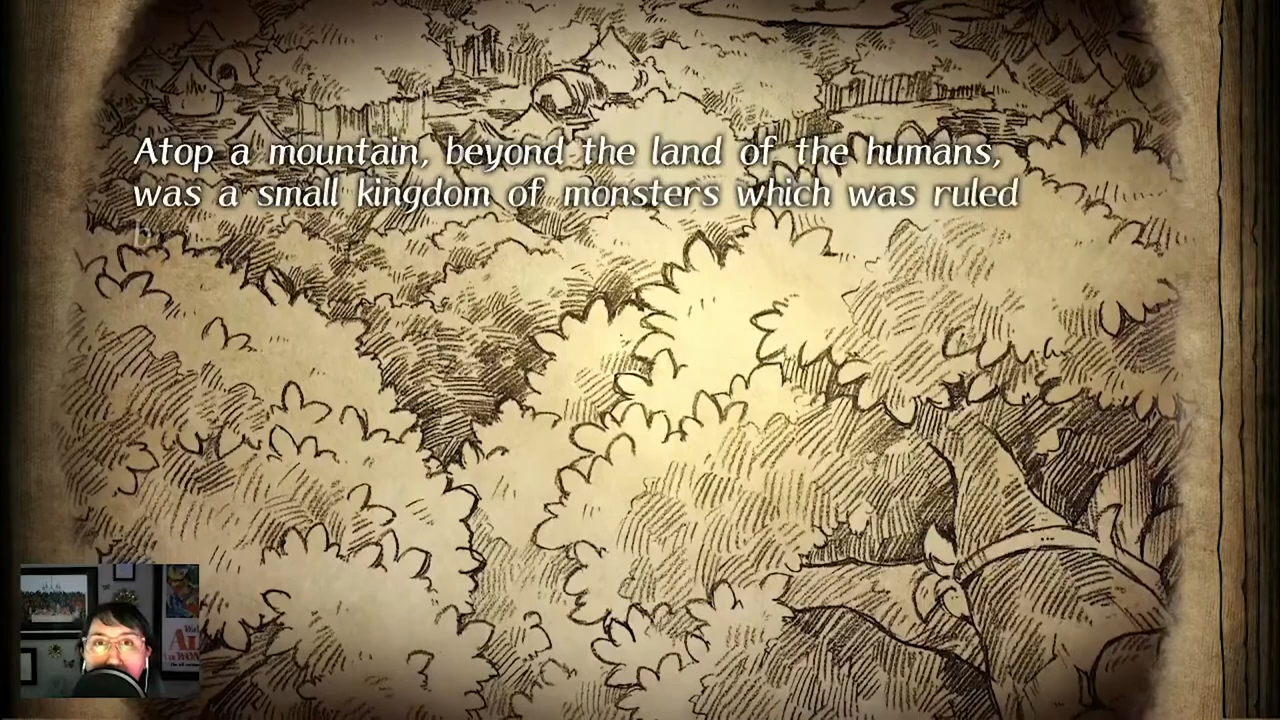 Atop a mountain, beyond the land of the humans,
was a small kingdom of monsters which was ruled